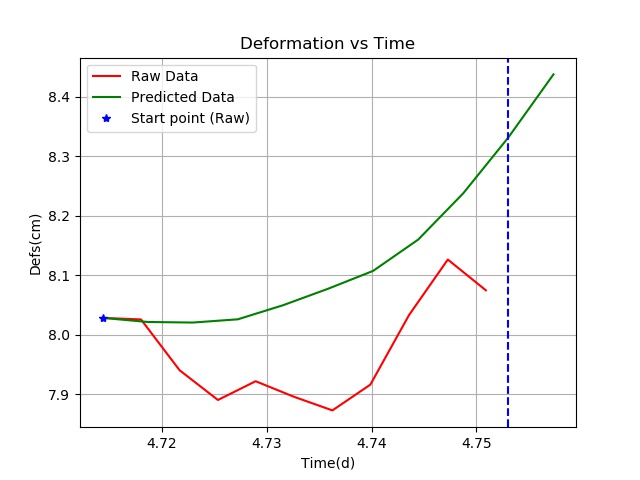 Deformation vs Time
Raw Data
Predicted Data
Start point (Raw)
Defs(cm)
8.4
8.3
8.2
8.1
8.0
7.9
4.72 4.73 4.74 4.75
Time(d)